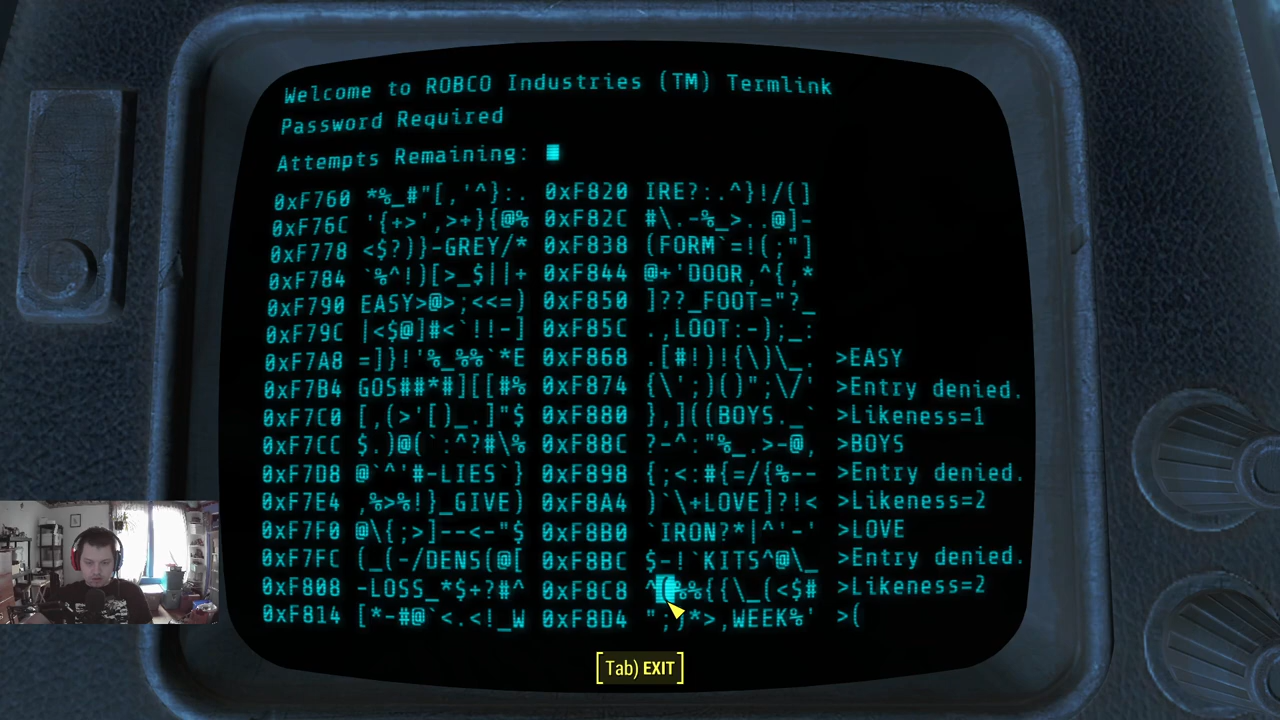 Welcome to ROBCO Industries (TM) Termlink
Password Required
Attempts Remaining: ■
0xF760 *%_#"[,'^}:. 0xF820 IRE?:.^}!/(]
0xF76C '{+>',>+}{@% 0xF82C #\.-%_>..@]-
0xF778 <$?)}-GREY/* 0xF838 (FORM`=!(;"]
0xF784 `%^!)[>_$||+ 0xF844 @+'DOOR,^{,*
0xF790 EASY>@>;<<=) 0xF850 ]??_FOOT="?_
0xF79C |<$@]#<`!!-] 0xF85C .,LOOT:-);_:
0xF7A8 =]}!'%_%%`*E 0xF868 .[#!)!{\)\_. >EASY
0xF7B4 GOS##*#][[#% 0xF874 {\';)()";\/' >Entry denied.
0xF7C0 [,(>'[)_.]"$ 0xF880 },]((BOYS._` >Likeness=1
0xF7CC $.)@(`:^?#\% 0xF88C ?-^:"%_.>-@, >BOYS
0xF7D8 @`^'#-LIES`} 0xF898 {;<:#{=/{%-- >Entry denied.
0xF7E4 ,%>%!}_GIVE) 0xF8A4 )`\+LOVE]?!< >Likeness=2
0xF7F0 @\{;>]--<-"$ 0xF8B0 `IRON?*|^'-' >LOVE
0xF7FC (_(-/DENS(@[ 0xF8BC $-!`KITS^@\_ >Entry denied.
0xF808 -LOSS_*$+?#^ 0xF8C8 ^(%%{{\_(<$# >Likeness=2
0xF814 [*-#@`<.<!_W 0xF8D4 ";}*>,WEEK%' >(
[Tab) EXIT]